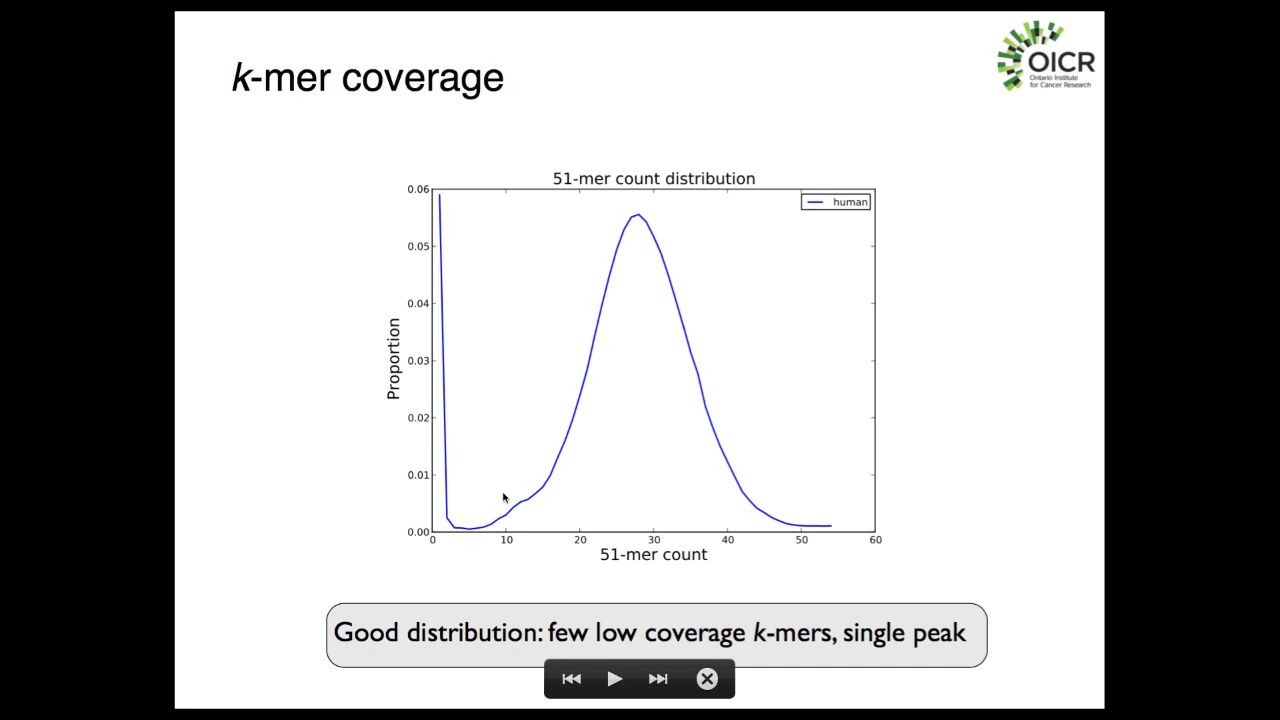 k-mer coverage
OICR
Ontario Institute
for Cancer Research
51-mer count distribution
human
0.06
0.05
0.04
0.03
0.02
0.01
0.00
Proportion
0 10 20 30 40 50 60
51-mer count
Good distribution: few low coverage k-mers, single peak